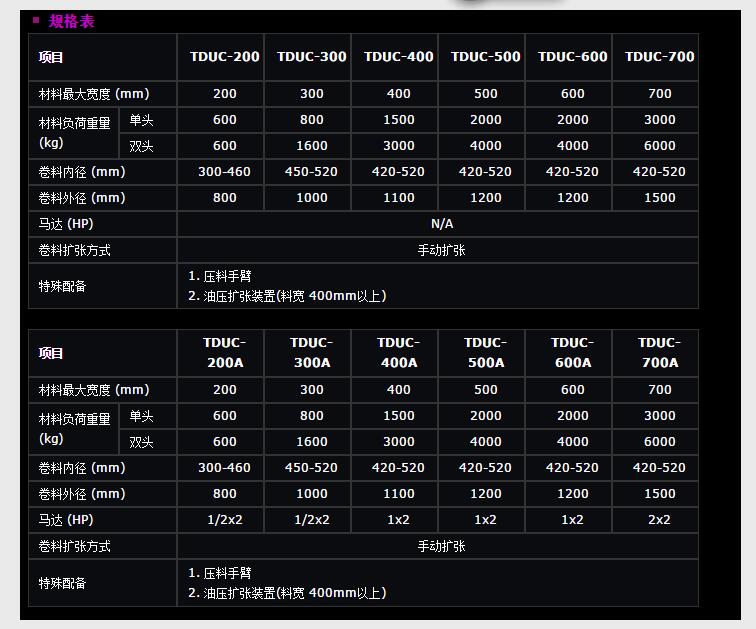 规格表
项目 TDUC-200 TDUC-300 TDUC-400 TDUC-500 TDUC-600 TDUC-700
材料最大宽度 (mm) 200 300 400 500 600 700
材料负荷重量 (kg) 单头 600 800 1500 2000 2000 3000
双头 600 1600 3000 4000 4000 6000
卷料内径 (mm) 300-460 450-520 420-520 420-520 420-520 420-520
卷料外径 (mm) 800 1000 1100 1200 1200 1500
马达 (HP) N/A
卷料扩张方式 手动扩张
特殊配备 1. 压料手臂
2. 油压扩张装置(料宽 400mm以上)
项目 TDUC-200A TDUC-300A TDUC-400A TDUC-500A TDUC-600A TDUC-700A
材料最大宽度 (mm) 200 300 400 500 600 700
材料负荷重量 (kg) 单头 600 800 1500 2000 2000 3000
双头 600 1600 3000 4000 4000 6000
卷料内径 (mm) 300-460 450-520 420-520 420-520 420-520 420-520
卷料外径 (mm) 800 1000 1100 1200 1200 1500
马达 (HP) 1/2x2 1/2x2 1x2 1x2 1x2 2x2
卷料扩张方式 手动扩张
特殊配备 1. 压料手臂
2. 油压扩张装置(料宽 400mm以上)